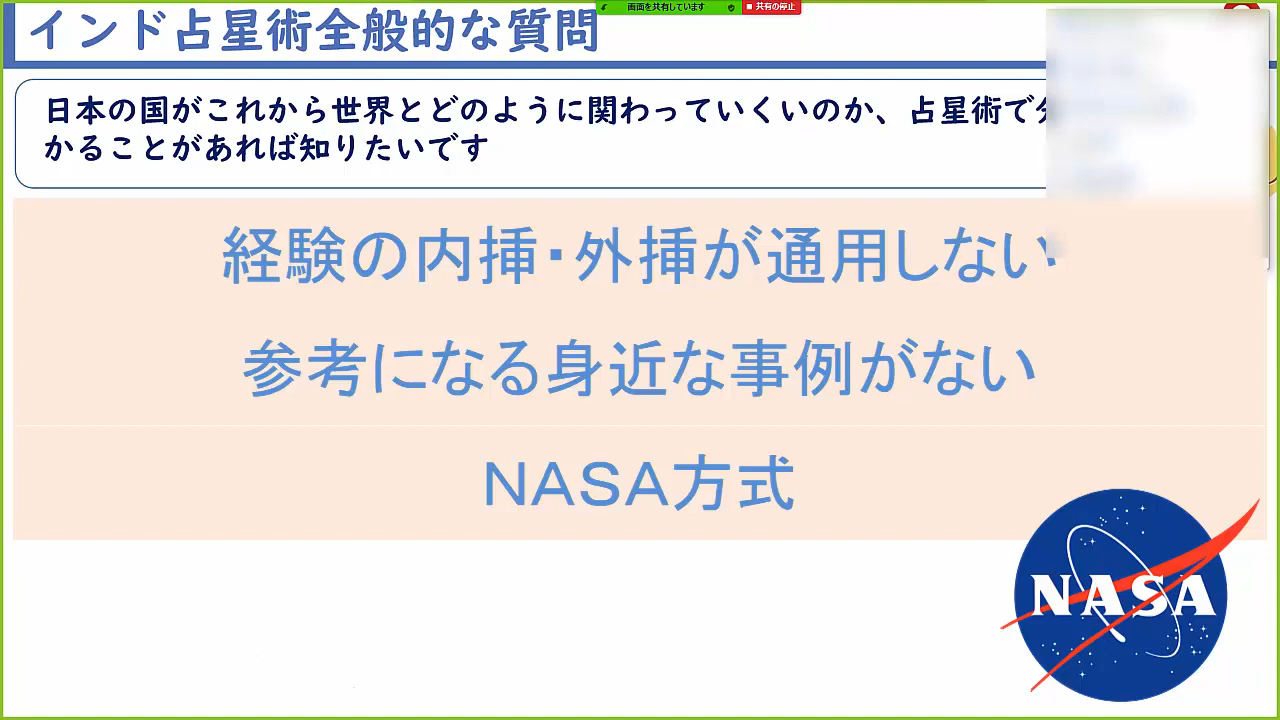 画面を共有しています
共有の停止
インド占星術全般的な質問
日本の国がこれから世界とどのように関わっていくいのか、占星術で分
かることがあれば知りたいです
経験の内挿・外挿が通用しない
参考になる身近な事例がない
NASA方式
NASA